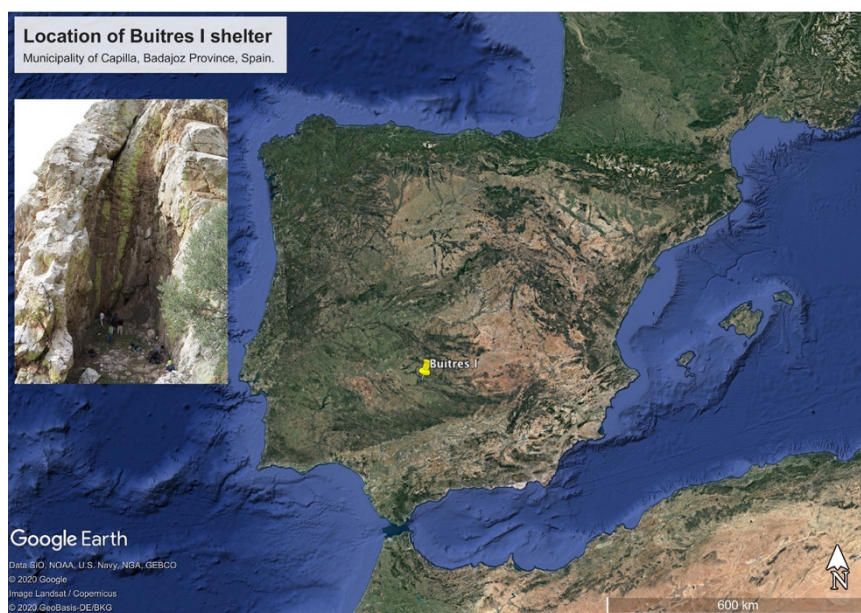 Location of Buitres I shelter
Municipality of Capilla, Badajoz Province, Spain.
Buitres I
Google Earth
Data SIO, NOAA, U.S. Navy, NGA, GEBCO
© 2020 Google
Image Landsat / Copernicus
© 2020 GeoBasis-DE/BKG
N
600 km